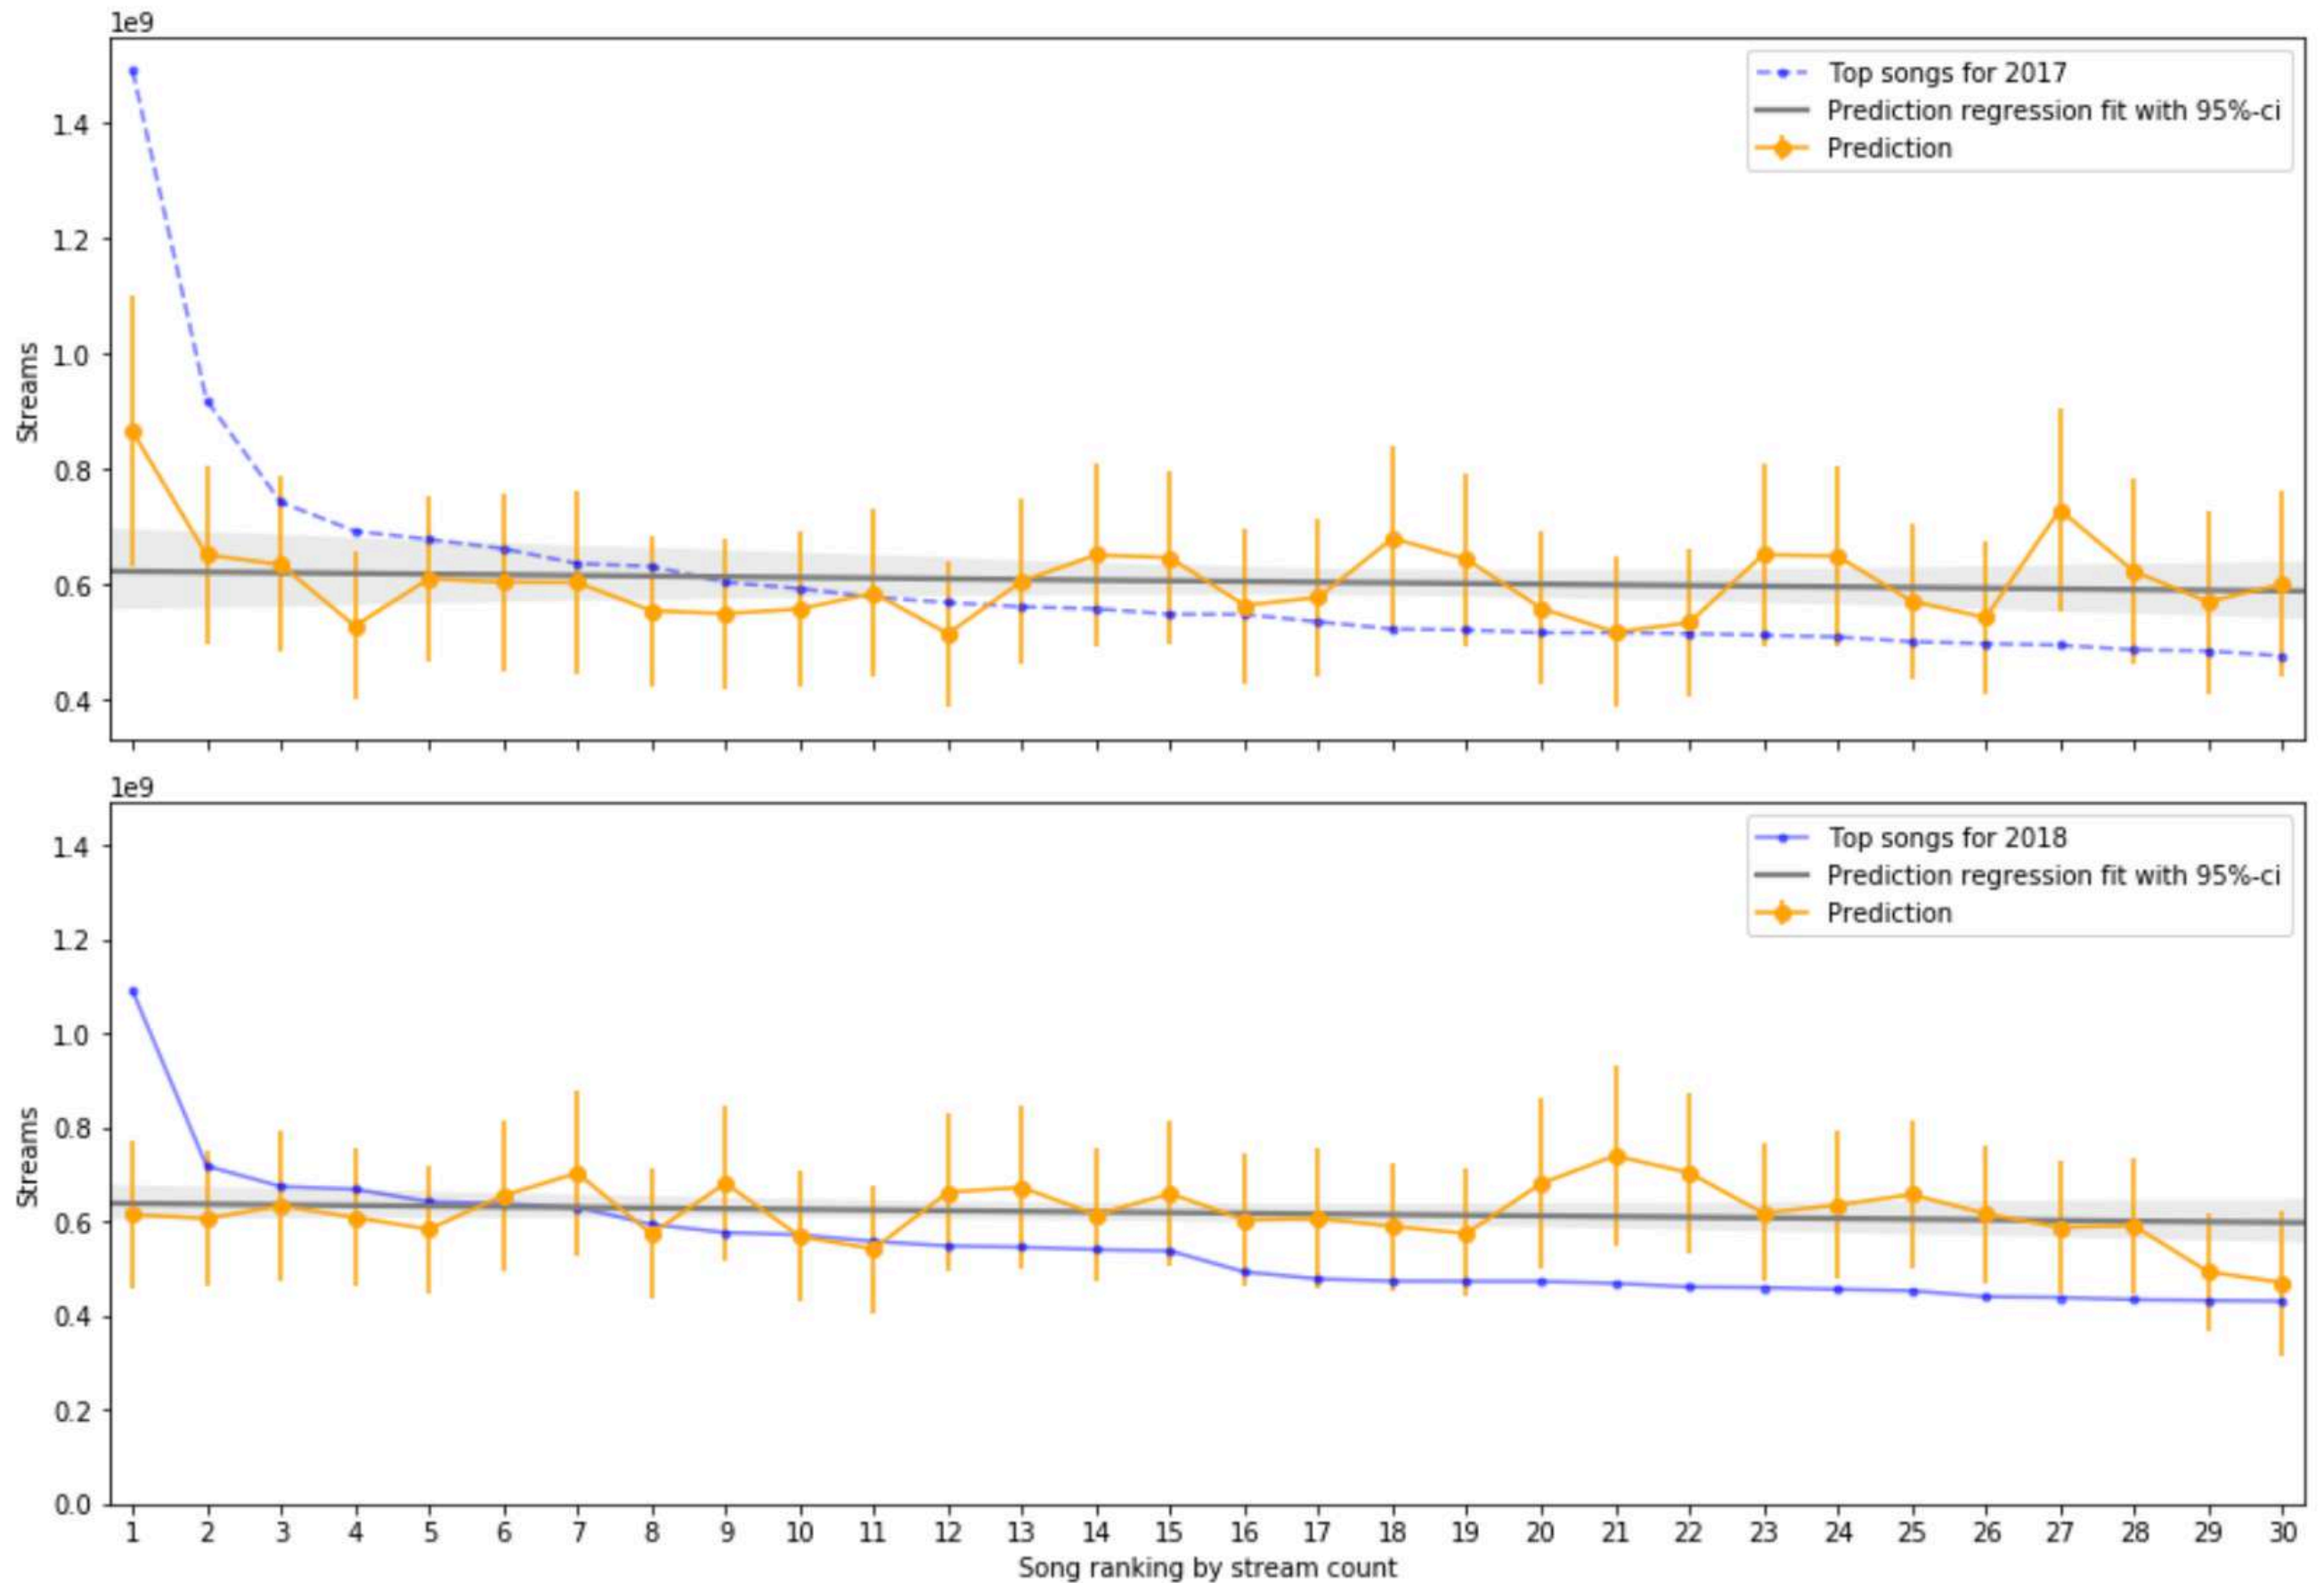 1e9
Top songs for 2017
Prediction regression fit with 95%-ci
Prediction
1.4
1.2
1.0
0.8
0.6
0.4
Streams
1e9
Top songs for 2018
Prediction regression fit with 95%-ci
Prediction
1.4
1.2
1.0
0.8
0.6
0.4
0.2
0.0
Streams
1 2 3 4 5 6 7 8 9 10 11 12 13 14 15 16 17 18 19 20 21 22 23 24 25 26 27 28 29 30
Song ranking by stream count